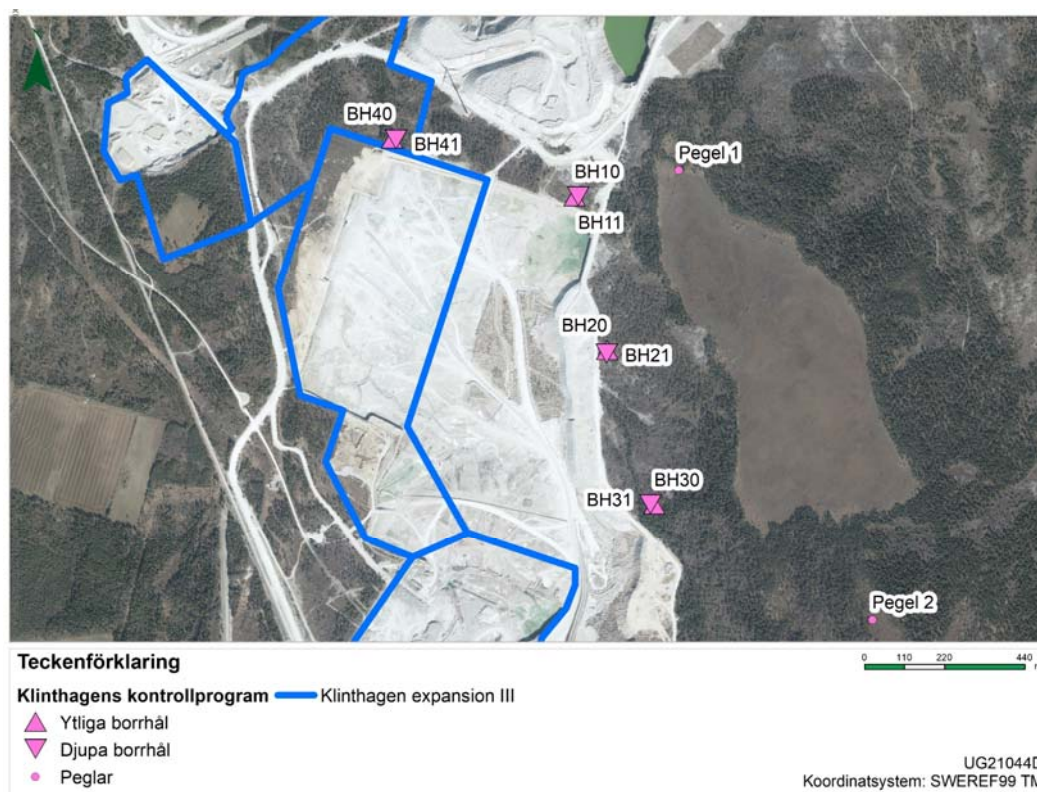 BH40
BH41
BH10
Pegel 1
BH11
BH20
BH21
BH30
BH31
Pegel 2
Teckenförklaring
0 110 220 440
Klinthagens kontrollprogram Klinthagen expansion III
Ytliga borrhål
Djupa borrhål
Peglar
UG21044D
Koordinatsystem: SWEREF99 TM